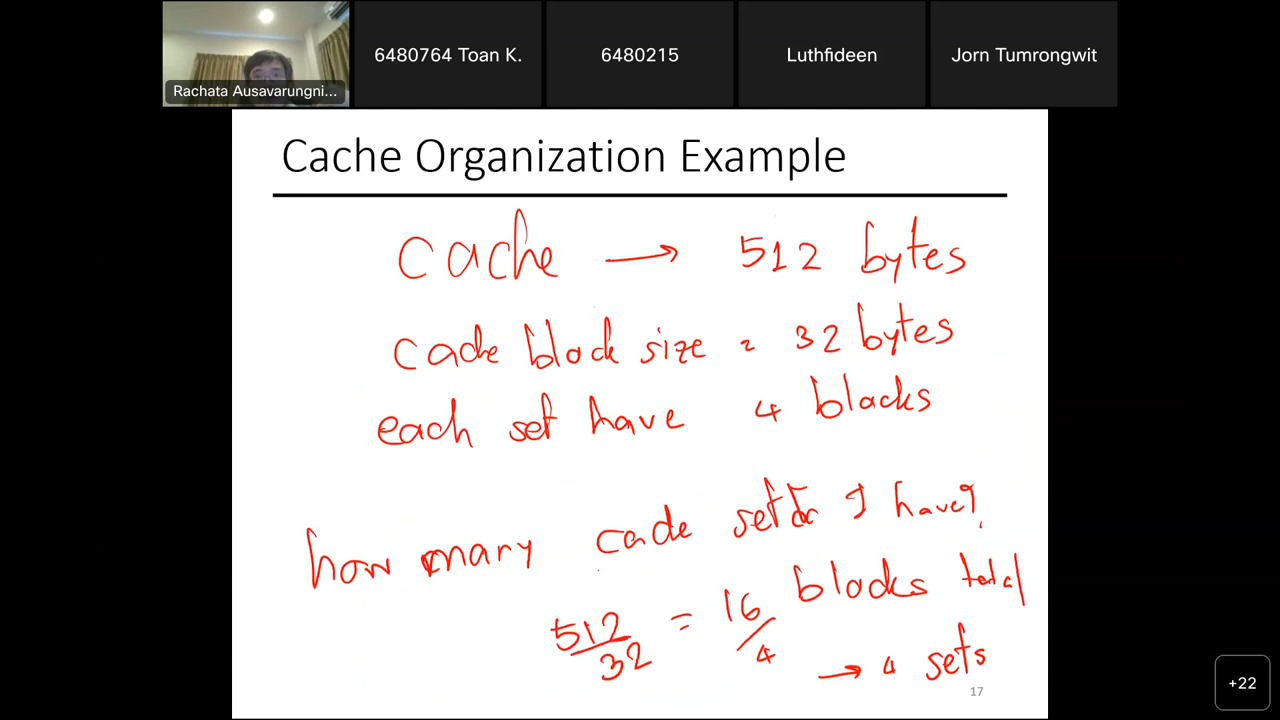 Rachata Ausavarungni...
6480764 Toan K.
6480215
Luthfideen
Jorn Tumrongwit
Cache Organization Example
cache → 512 bytes
cache block size = 32 bytes
each set have 4 blocks
how many cache set do I have?
512/32 = 16/4 blocks total
→ 4 sets
17
+22